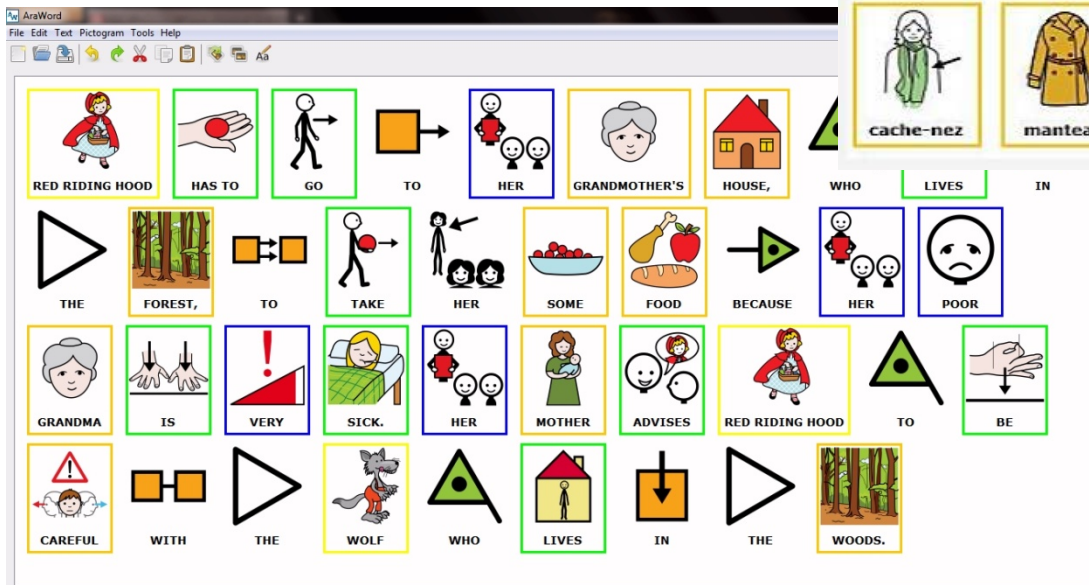 AraWord
File Edit Text Pictogram Tools Help
cache-nez
RED RIDING HOOD HAS TO GO TO HER GRANDMOTHER'S HOUSE, WHO LIVES IN
THE FOREST, TO TAKE HER SOME FOOD BECAUSE HER POOR
GRANDMA IS VERY SICK. HER MOTHER ADVISES RED RIDING HOOD TO BE
CAREFUL WITH THE WOLF WHO LIVES IN THE WOODS.